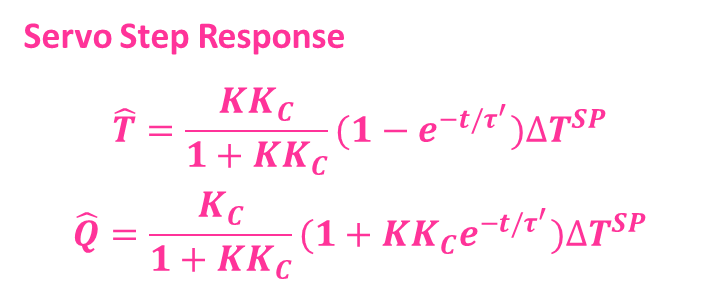 Servo Step Response
T̂ = KK_C / (1 + KK_C) (1 − e^{−t/τ′})ΔT^{SP}
Q̂ = K_C / (1 + KK_C) (1 + KK_C e^{−t/τ′})ΔT^{SP}